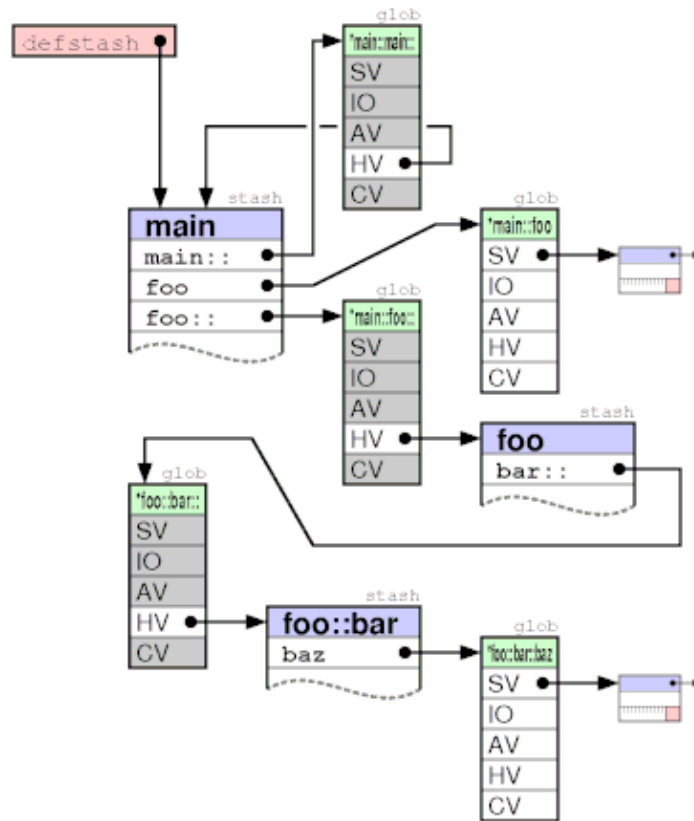 glob
defstash
*main::main::
SV
IO
AV
HV
CV
stash
main
main::
foo
foo::
glob
*main::foo
SV
IO
AV
HV
CV
glob
*main::foo::
SV
IO
AV
HV
CV
stash
foo
bar::
glob
*foo::bar::
SV
IO
AV
HV
CV
stash
foo::bar
baz
glob
*foo::bar::baz
SV
IO
AV
HV
CV